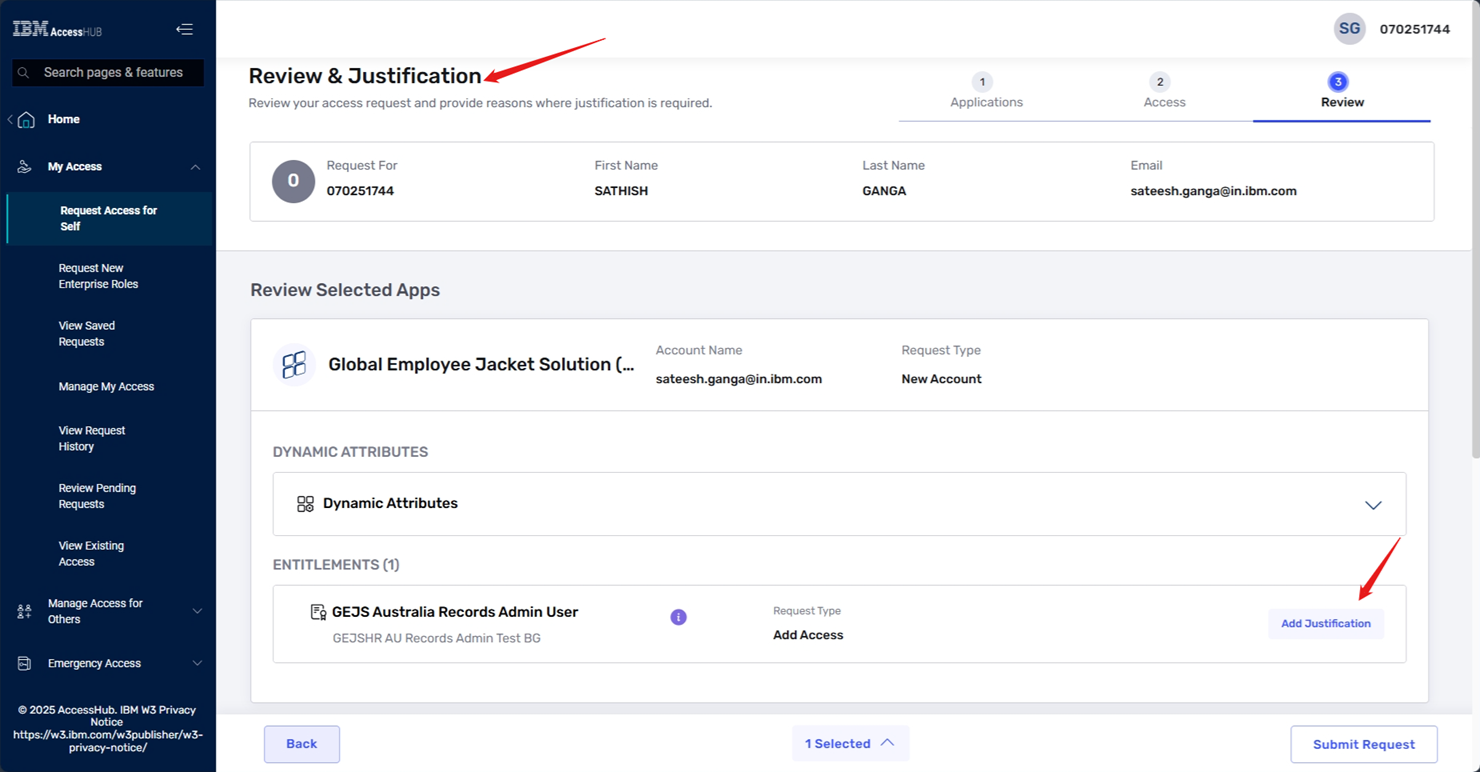 IBM AccessHUB
Search pages & features
Home
My Access
Request Access for
Self
Request New
Enterprise Roles
View Saved
Requests
Manage My Access
View Request
History
Review Pending
Requests
View Existing
Access
Manage Access for
Others
Emergency Access
© 2025 AccessHub. IBM W3 Privacy
Notice
https://w3.ibm.com/w3publisher/w3-
privacy-notice/
SG 070251744
Review & Justification
Review your access request and provide reasons where justification is required.
1 2 3
Applications Access Review
0
Request For First Name Last Name Email
070251744 SATHISH GANGA sateesh.ganga@in.ibm.com
Review Selected Apps
Global Employee Jacket Solution (...
Account Name Request Type
sateesh.ganga@in.ibm.com New Account
DYNAMIC ATTRIBUTES
Dynamic Attributes
ENTITLEMENTS (1)
GEJS Australia Records Admin User
GEJSHR AU Records Admin Test BG
i
Request Type
Add Access
Add Justification
Back 1 Selected Submit Request